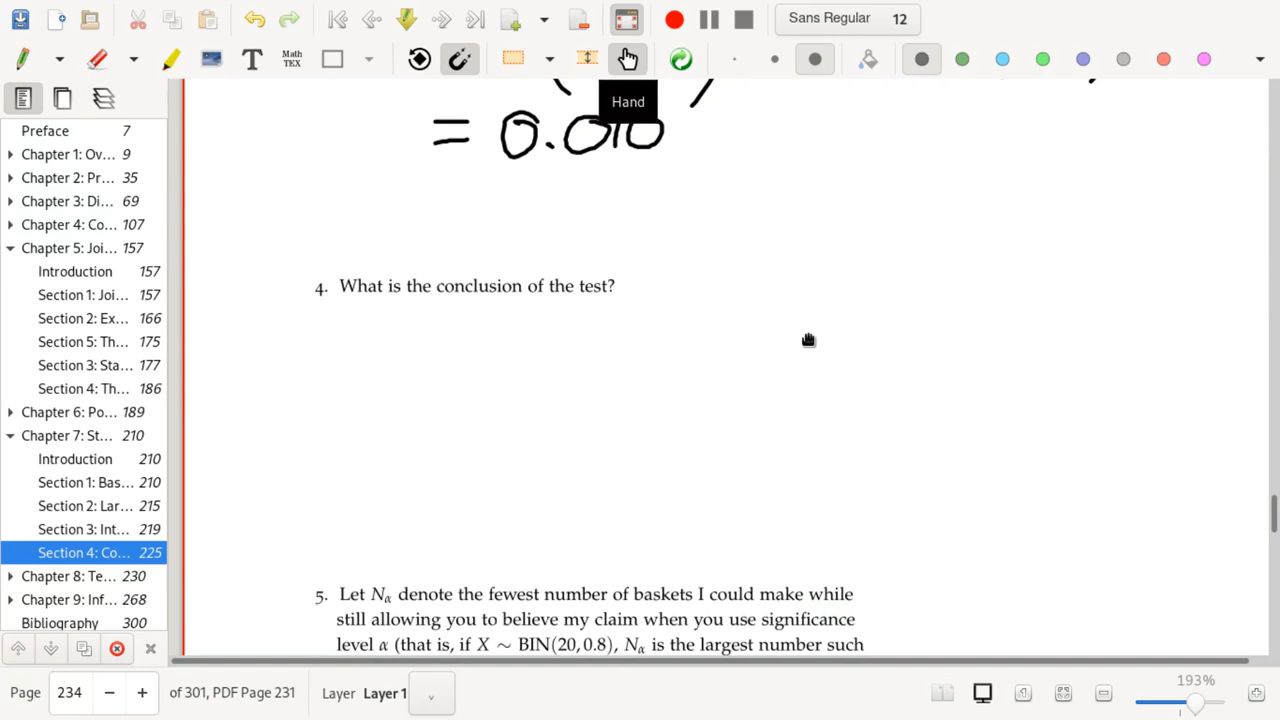 Sans Regular 12
T Math TEX
Hand
Preface 7
Chapter 1: Ov... 9
Chapter 2: Pr... 35
Chapter 3: Di... 69
Chapter 4: Co... 107
Chapter 5: Joi... 157
Introduction 157
Section 1: Joi... 157
Section 2: Ex... 166
Section 5: Th... 175
Section 3: Sta... 177
Section 4: Th... 186
Chapter 6: Po... 189
Chapter 7: St... 210
Introduction 210
Section 1: Bas... 210
Section 2: Lar... 215
Section 3: Int... 219
Section 4: Co... 225
Chapter 8: Te... 230
Chapter 9: Inf... 268
Bibliography 300
= 0.010
4. What is the conclusion of the test?
5. Let Nα denote the fewest number of baskets I could make while
still allowing you to believe my claim when you use significance
level α (that is, if X ∼ BIN(20, 0.8), Nα is the largest number such
Page 234 of 301, PDF Page 231 Layer Layer 1 193%